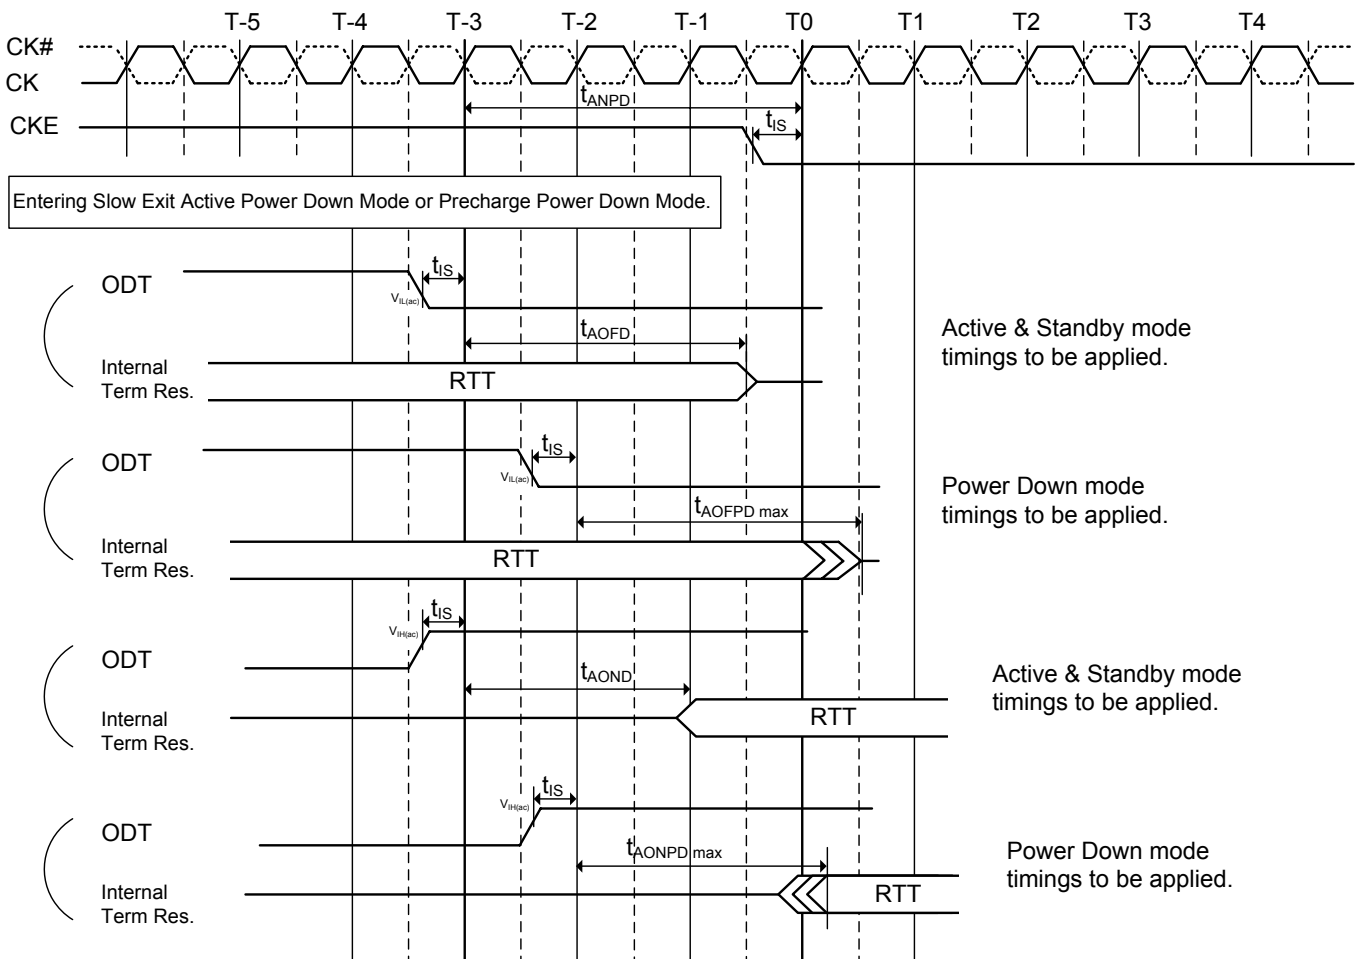 T-5 T-4 T-3 T-2 T-1 T0 T1 T2 T3 T4
CK#
CK
tANPD
CKE
tIS
Entering Slow Exit Active Power Down Mode or Precharge Power Down Mode.
ODT
tIS
VIL(ac)
tAOFD
Internal
Term Res.
RTT
Active & Standby mode
timings to be applied.
ODT
tIS
VIL(ac)
tAOFPD max
Internal
Term Res.
RTT
Power Down mode
timings to be applied.
ODT
tIS
VIH(ac)
tAOND
Internal
Term Res.
RTT
Active & Standby mode
timings to be applied.
ODT
tIS
VIH(ac)
tAONPD max
Internal
Term Res.
RTT
Power Down mode
timings to be applied.